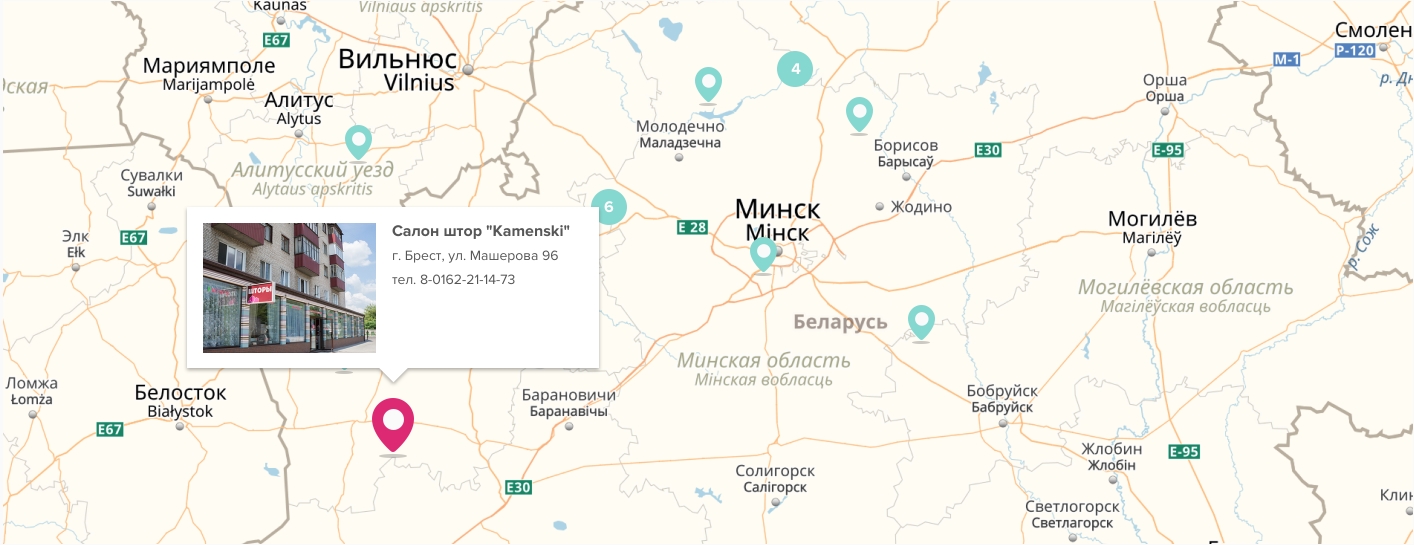 Kaunas
Vilniaus apskritis
E67
Вильнюс
Vilnius
Мариямполе
Marijampolė
Алитус
Alytus
ская
Алитусский уезд
Alytaus apskritis
Сувалки
Suwałki
Элк
Ełk
E67
4
Молодечно
Маладзечна
Борисов
Барысаў
E30
Жодино
Орша
Орша
E-95
M-1
P-120
Смолен
р. Дн
6
E 28
Минск
Мінск
Могилёв
Магілёў
р. Сож
Могилёвская область
Магілёўская вобласць
Салон штор "Kamenski"
г. Брест, ул. Машерова 96
тел. 8-0162-21-14-73
ШТОРЫ
Беларусь
Минская область
Мінская вобласць
Ломжа
Łomża
Белосток
Białystok
E67
Барановичи
Баранавічы
Бобруйск
Бабруйск
E30
Солигорск
Салігорск
Жлобин
Жлобін
E-95
Светлогорск
Светлагорск
Клин